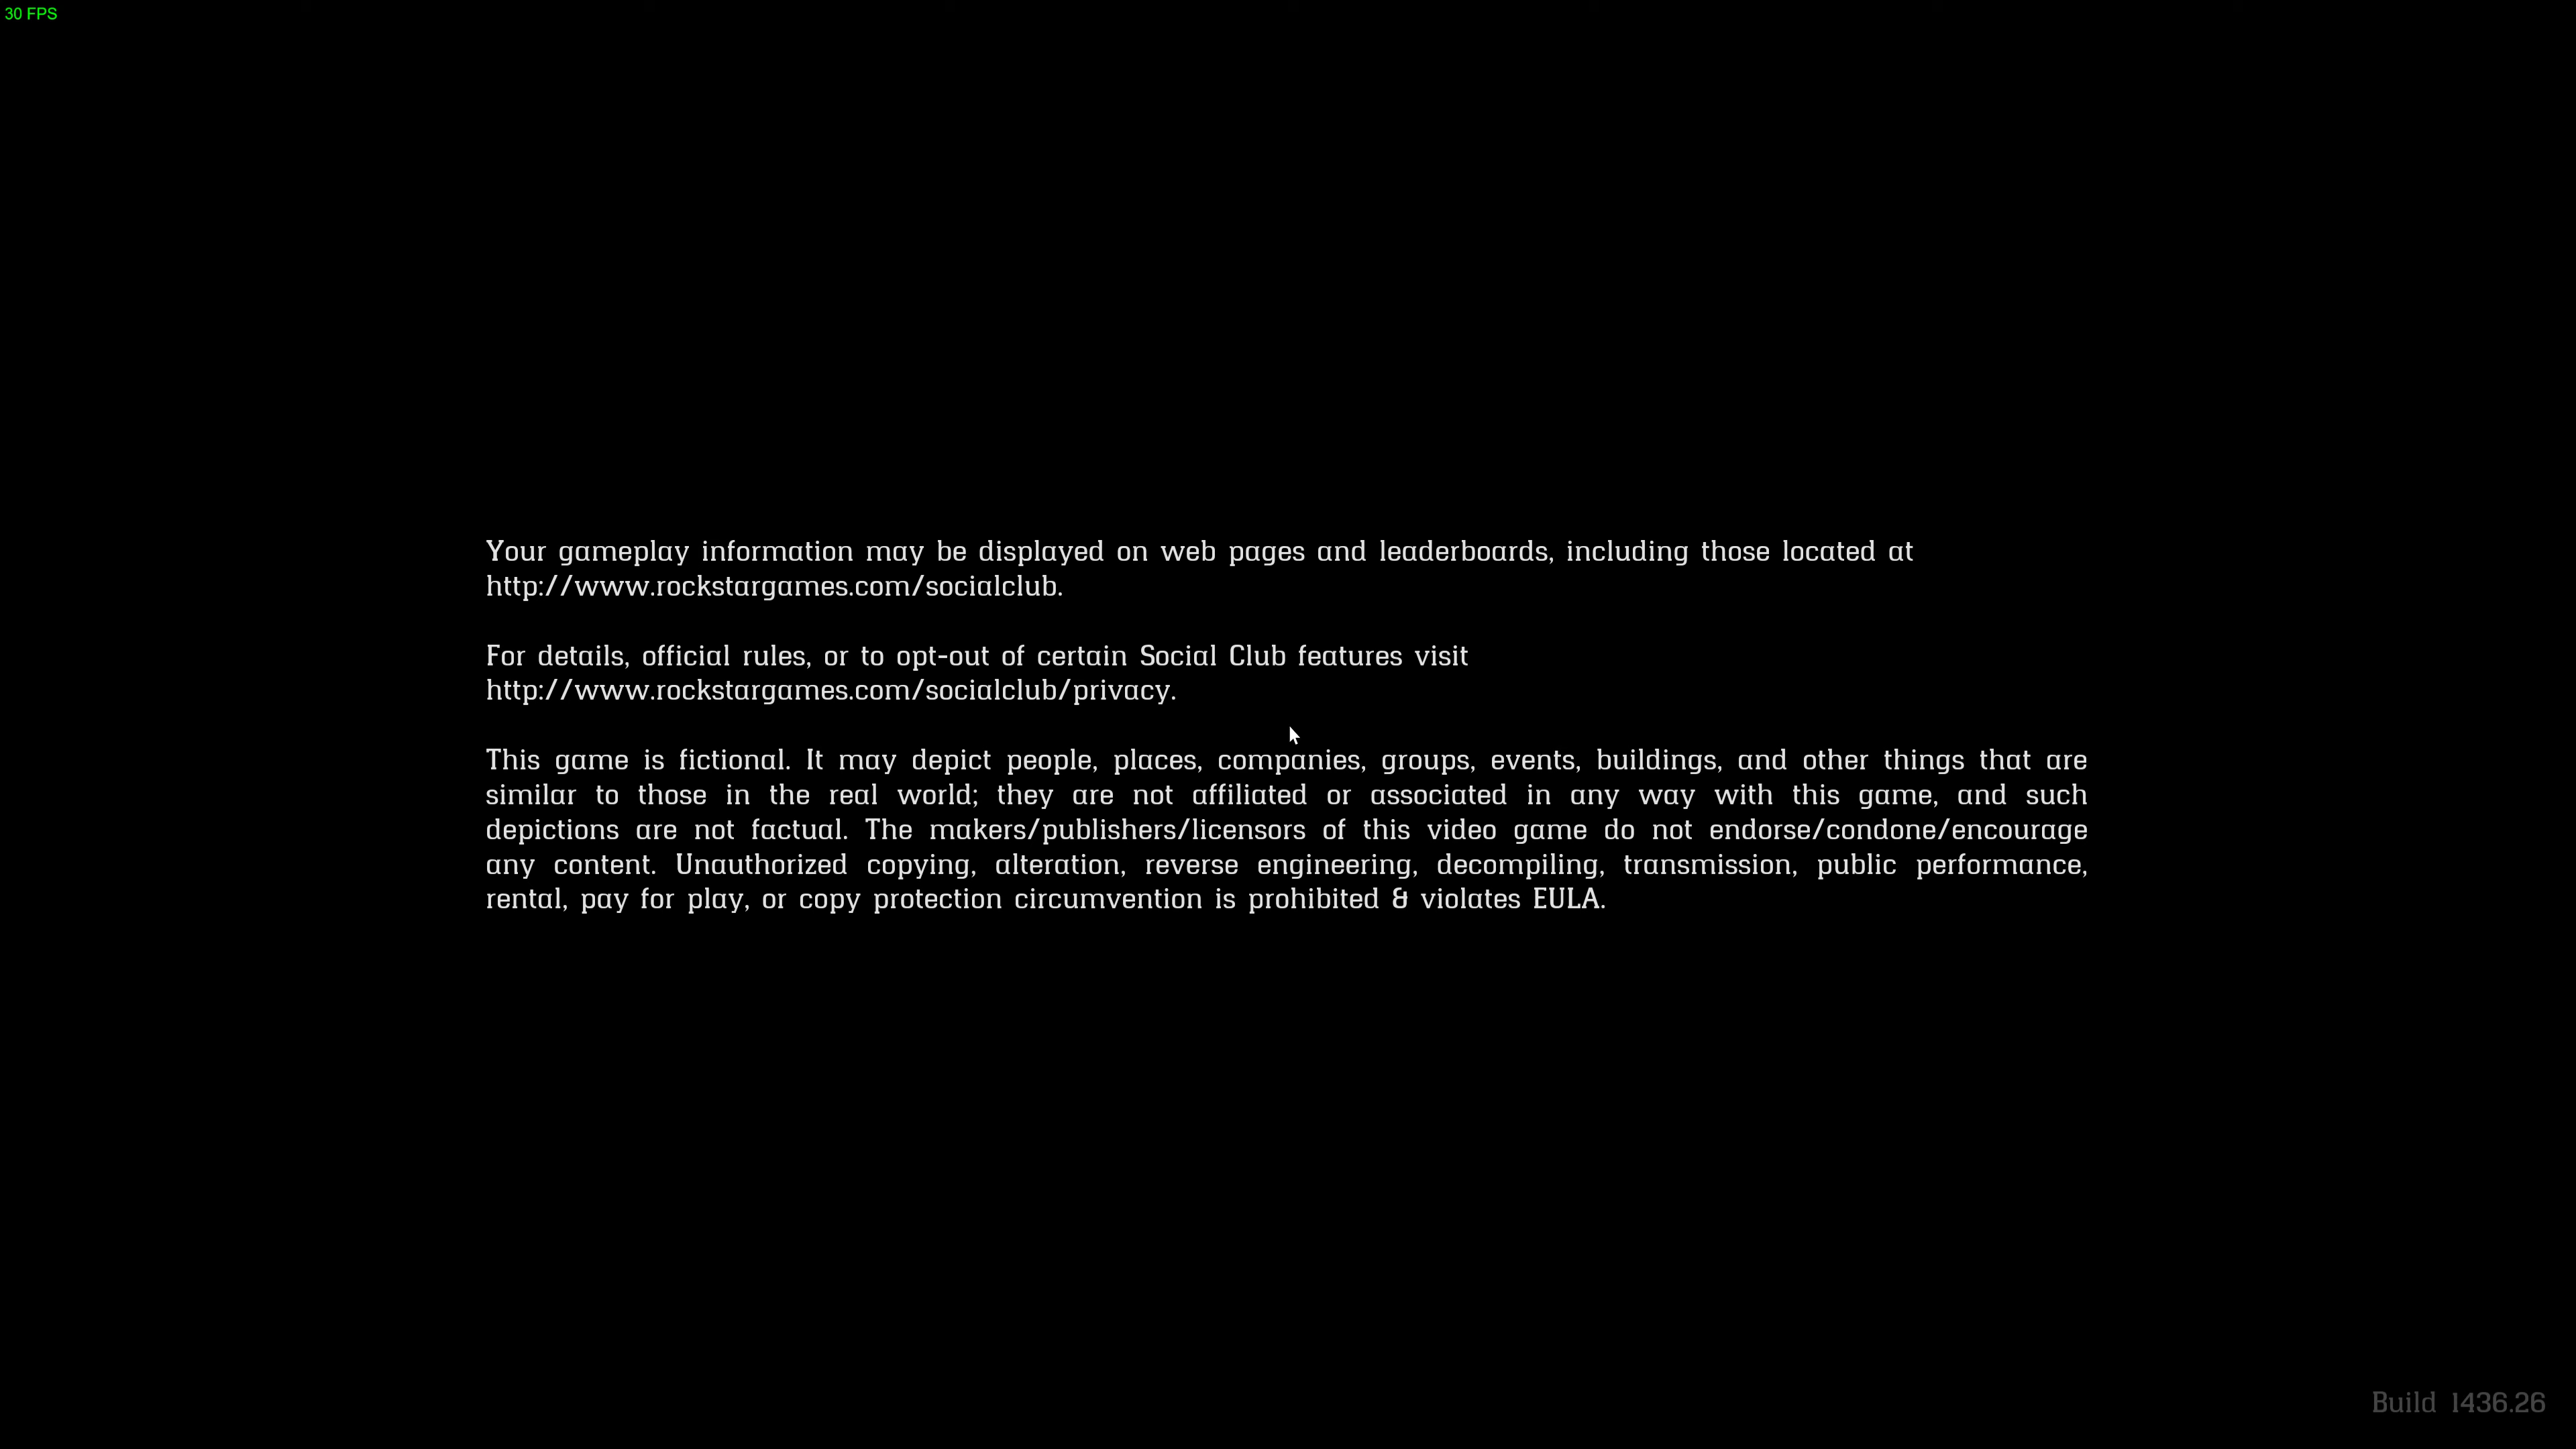 30 FPS
Your gameplay information may be displayed on web pages and leaderboards, including those located at
http://www.rockstargames.com/socialclub.
For details, official rules, or to opt-out of certain Social Club features visit
http://www.rockstargames.com/socialclub/privacy.
This game is fictional. It may depict people, places, companies, groups, events, buildings, and other things that are
similar to those in the real world; they are not affiliated or associated in any way with this game, and such
depictions are not factual. The makers/publishers/licensors of this video game do not endorse/condone/encourage
any content. Unauthorized copying, alteration, reverse engineering, decompiling, transmission, public performance,
rental, pay for play, or copy protection circumvention is prohibited & violates EULA.
Build 1436.26